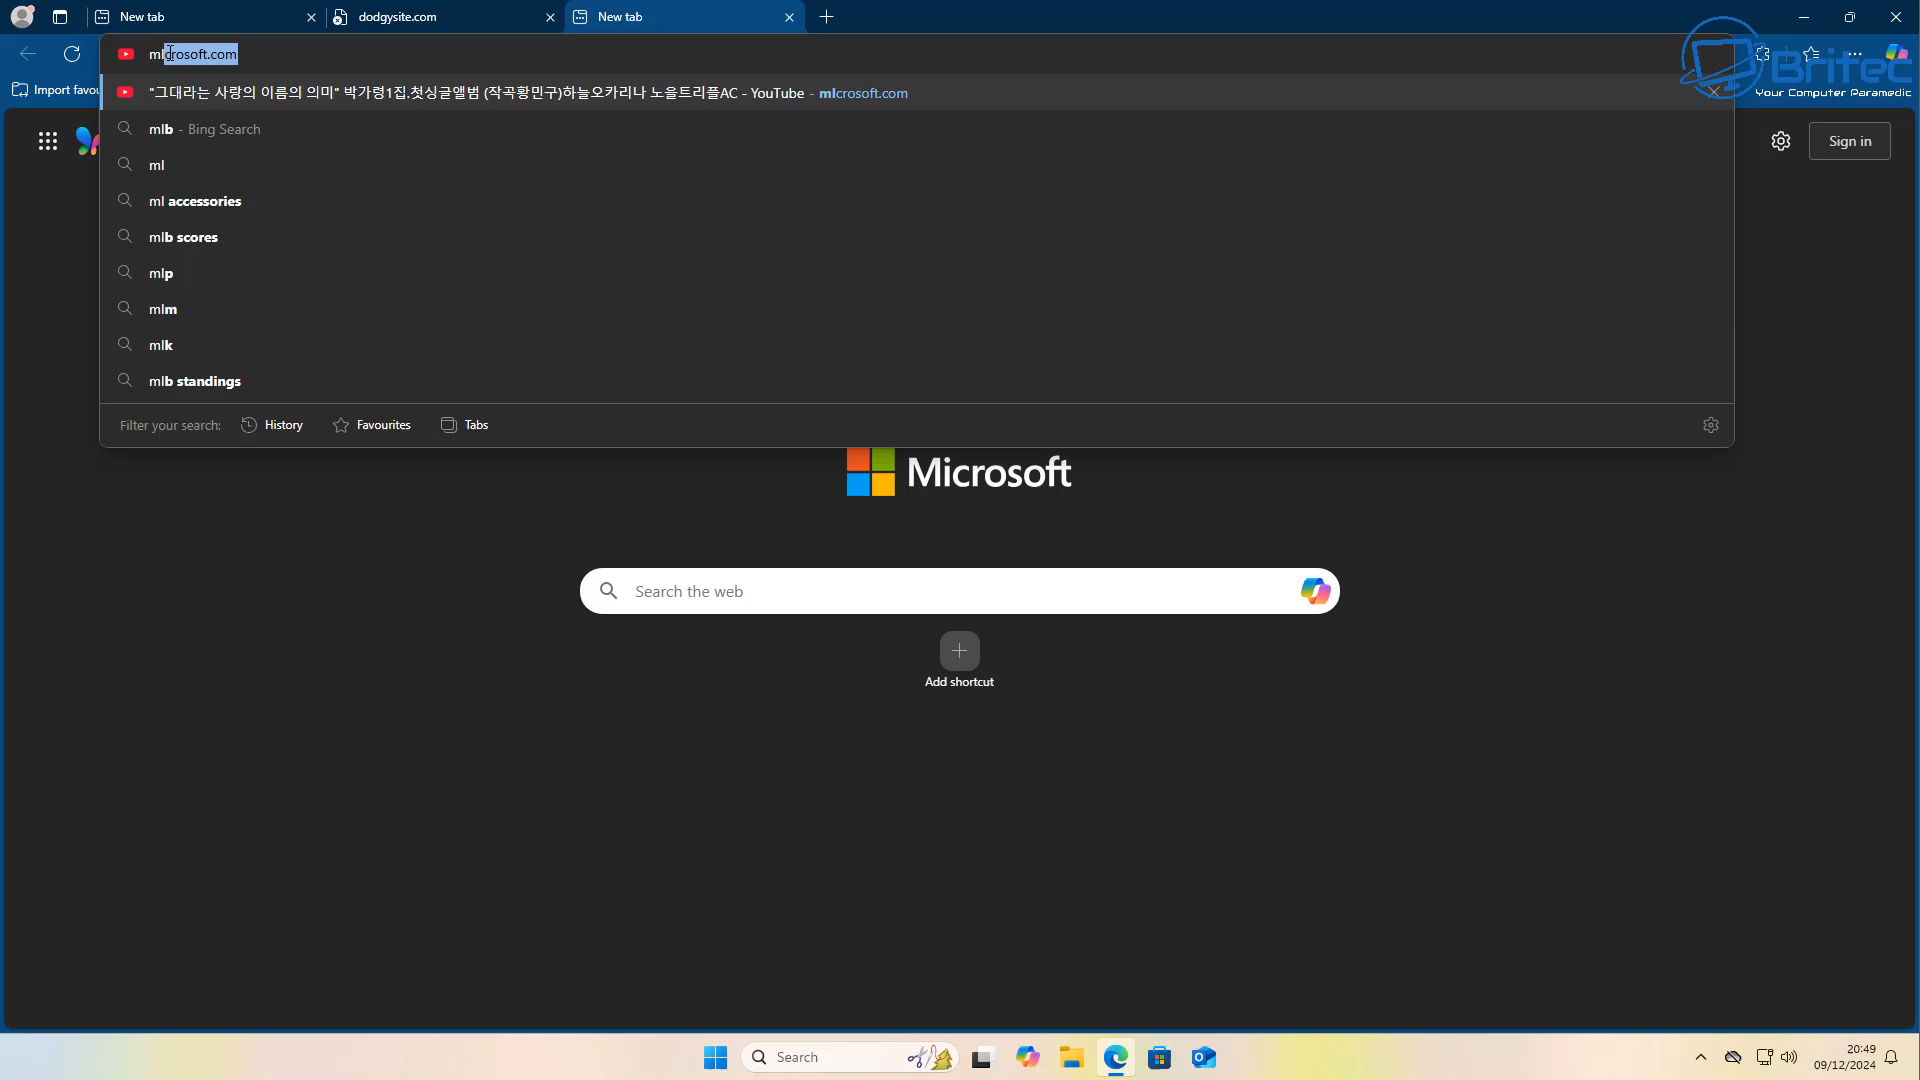 New tab
dodgysite.com
New tab
mlcrosoft.com
Import favou
"그대라는 사랑의 이름의 의미" 박가령1집.첫싱글앨범 (작곡황민구)하늘오카리나 노을트리플AC - YouTube - mlcrosoft.com
Britec
Your Computer Paramedic
mlb - Bing Search
Sign in
ml
ml accessories
mlb scores
mlp
mlm
mlk
mlb standings
Filter your search: History Favourites Tabs
Microsoft
Search the web
Add shortcut
Search
20:49
09/12/2024